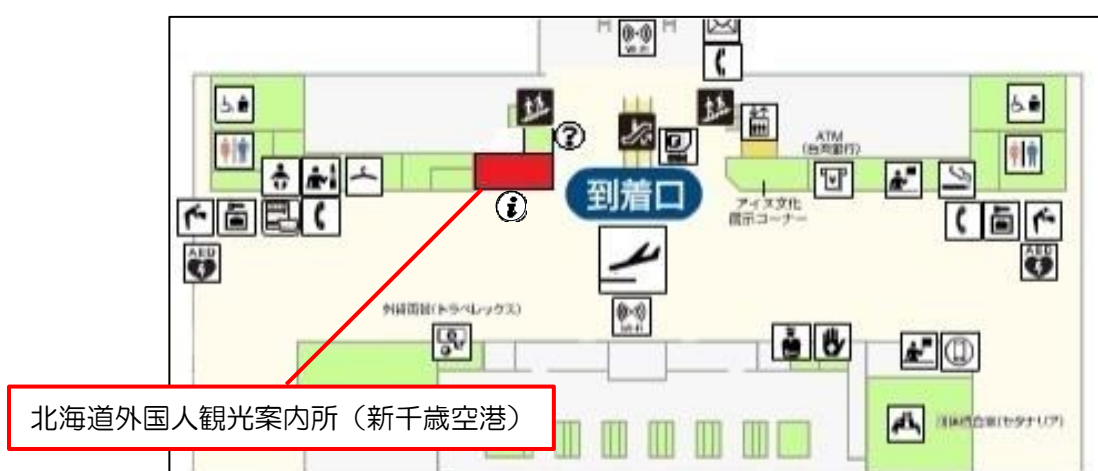 Wi-Fi
ATM
(台湾銀行)
到着口
アイヌ文化
展示コーナー
AED
AED
外貨両替(トラベレックス)
Wi-Fi
北海道外国人観光案内所（新千歳空港）